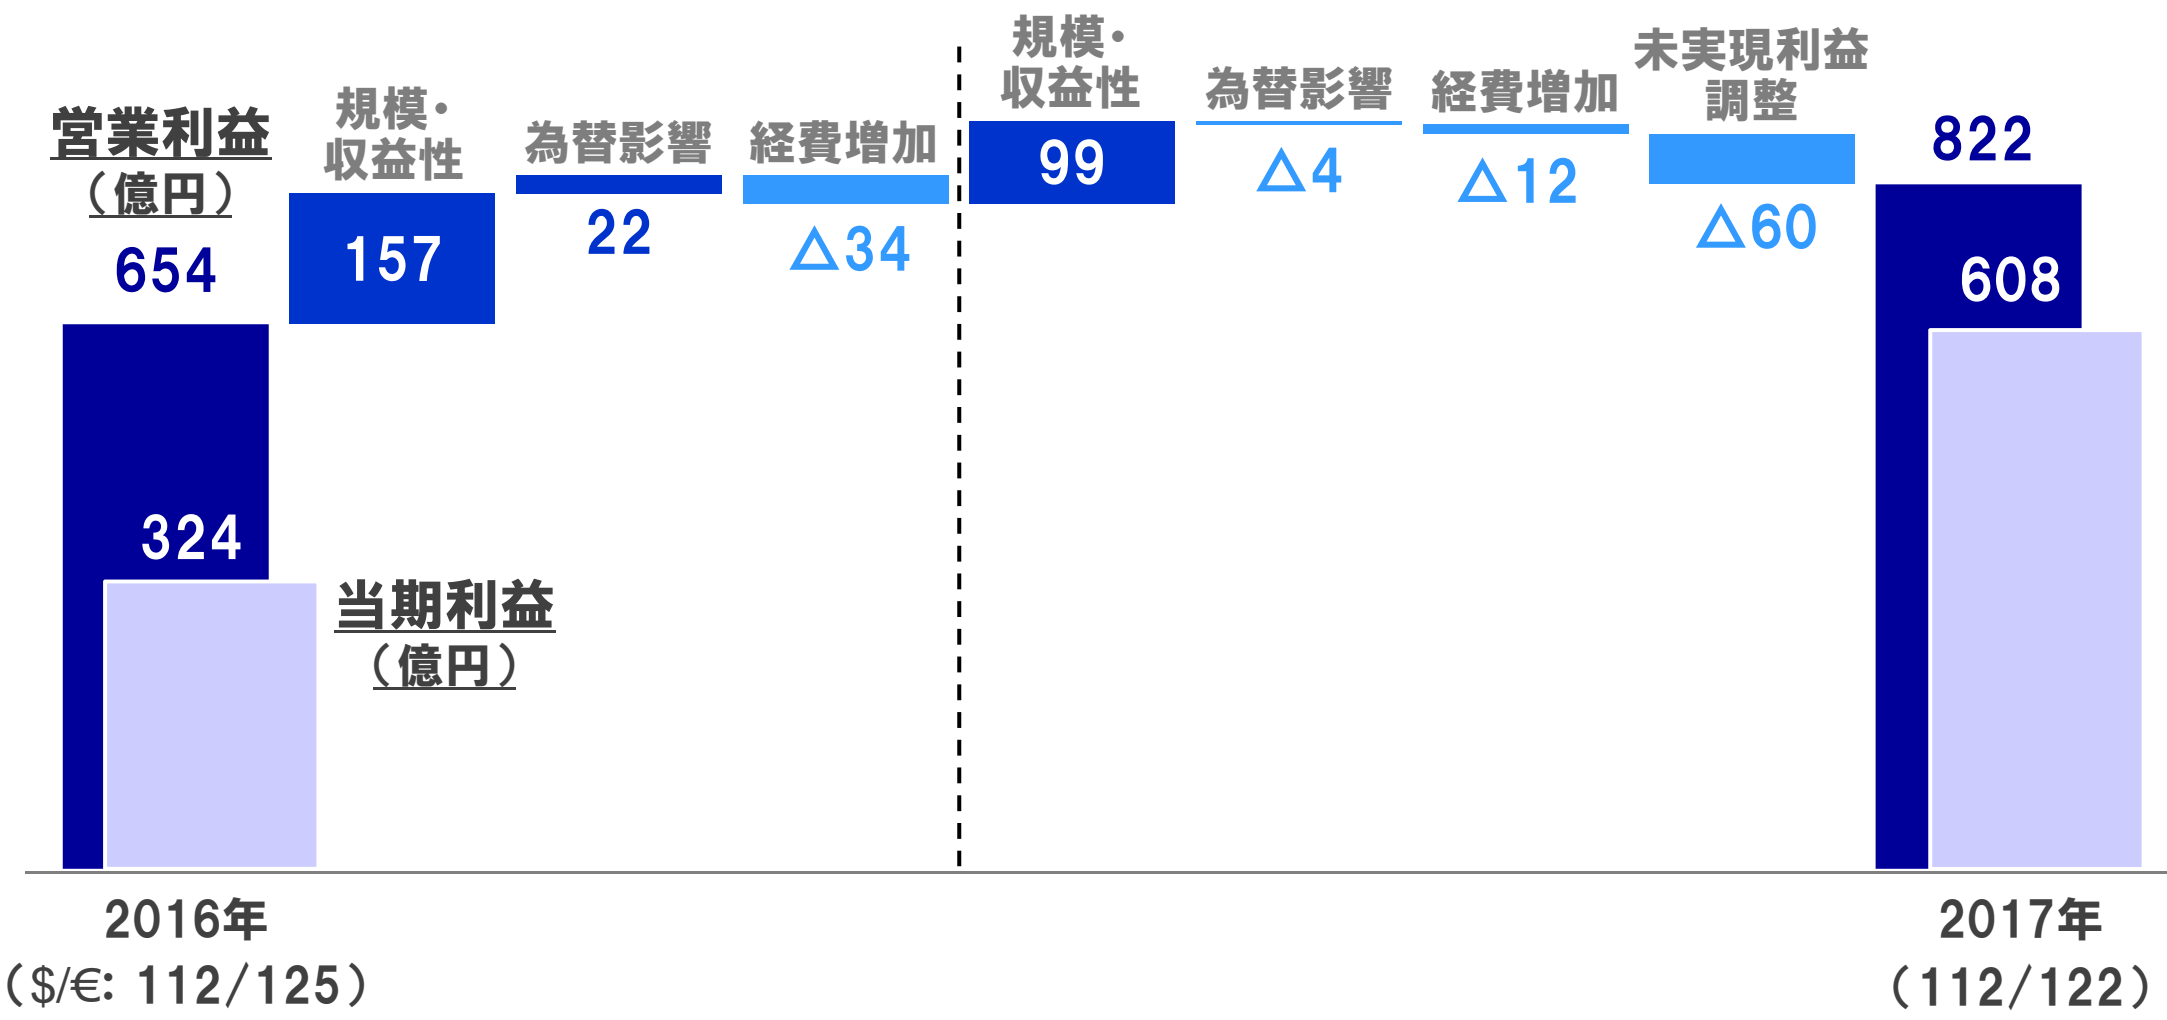 営業利益
（億円）
654
324
当期利益
（億円）
規模・
収益性
157
為替影響
22
経費増加
△34
規模・
収益性
99
為替影響
△4
経費増加
△12
未実現利益
調整
△60
822
608
2016年
（$/€: 112/125）
2017年
（112/122）